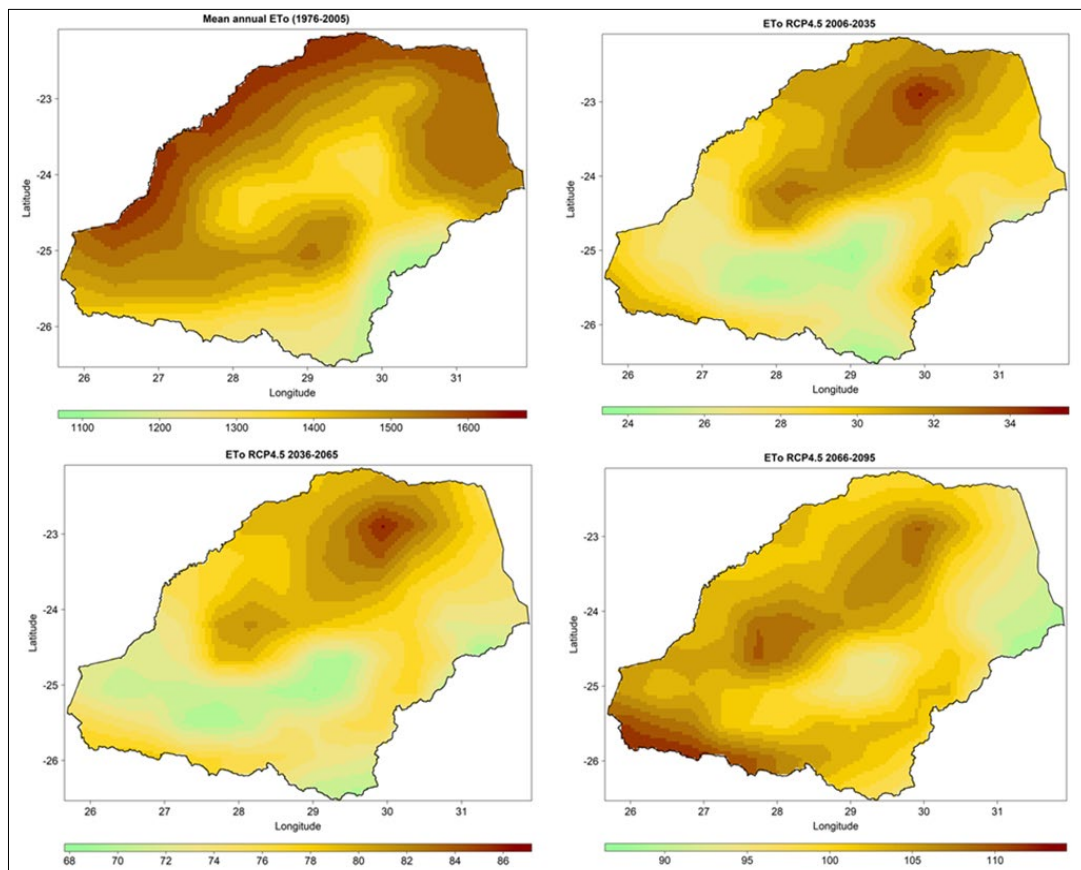 Mean annual ETo (1976-2005)
-23
-24
-25
-26
Latitude
26 27 28 29 30 31
Longitude
1100 1200 1300 1400 1500 1600
ETo RCP4.5 2006-2035
-23
-24
-25
-26
Latitude
26 27 28 29 30 31
Longitude
24 26 28 30 32 34
ETo RCP4.5 2036-2065
-23
-24
-25
-26
Latitude
26 27 28 29 30 31
Longitude
68 70 72 74 76 78 80 82 84 86
ETo RCP4.5 2066-2095
-23
-24
-25
-26
Latitude
26 27 28 29 30 31
Longitude
90 95 100 105 110